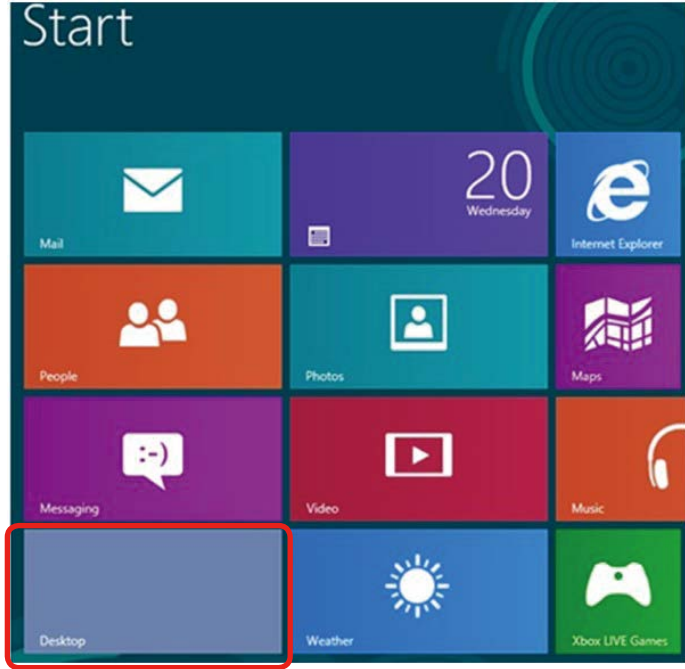 Start
20
Wednesday
Mail
Internet Explorer
People
Photos
Maps
:-)
Messaging
Video
Music
Desktop
Weather
Xbox LIVE Games